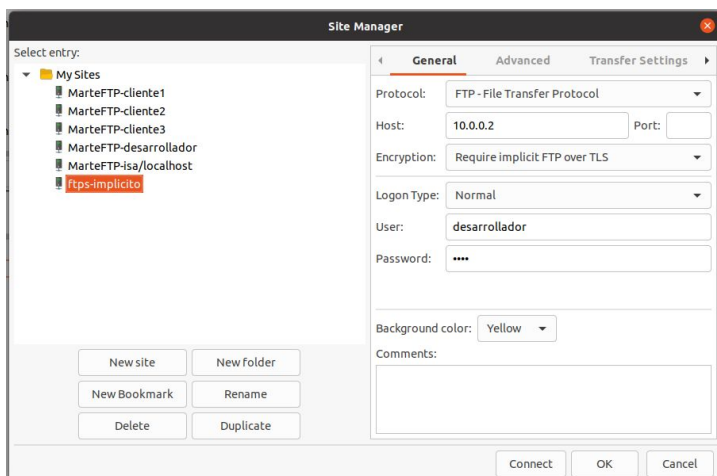 Site Manager
Select entry:
My Sites
MarteFTP-cliente1
MarteFTP-cliente2
MarteFTP-cliente3
MarteFTP-desarrollador
MarteFTP-isa/localhost
ftps-implicito
New site
New folder
New Bookmark
Rename
Delete
Duplicate
General
Advanced
Transfer Settings
Protocol:
FTP - File Transfer Protocol
Host:
10.0.0.2
Port:
Encryption:
Require implicit FTP over TLS
Logon Type:
Normal
User:
desarrollador
Password:
••••
Background color:
Yellow
Comments:
Connect
OK
Cancel